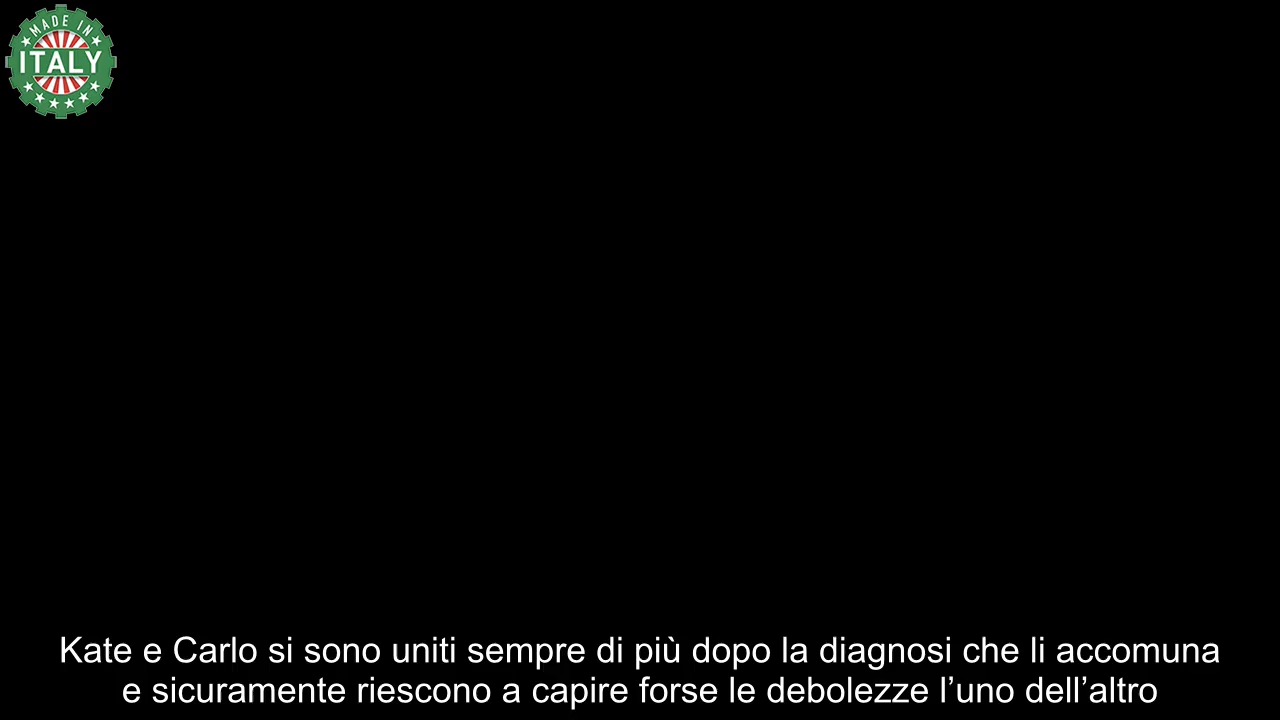 MADE IN
ITALY
Kate e Carlo si sono uniti sempre di più dopo la diagnosi che li accomuna
e sicuramente riescono a capire forse le debolezze l’uno dell’altro